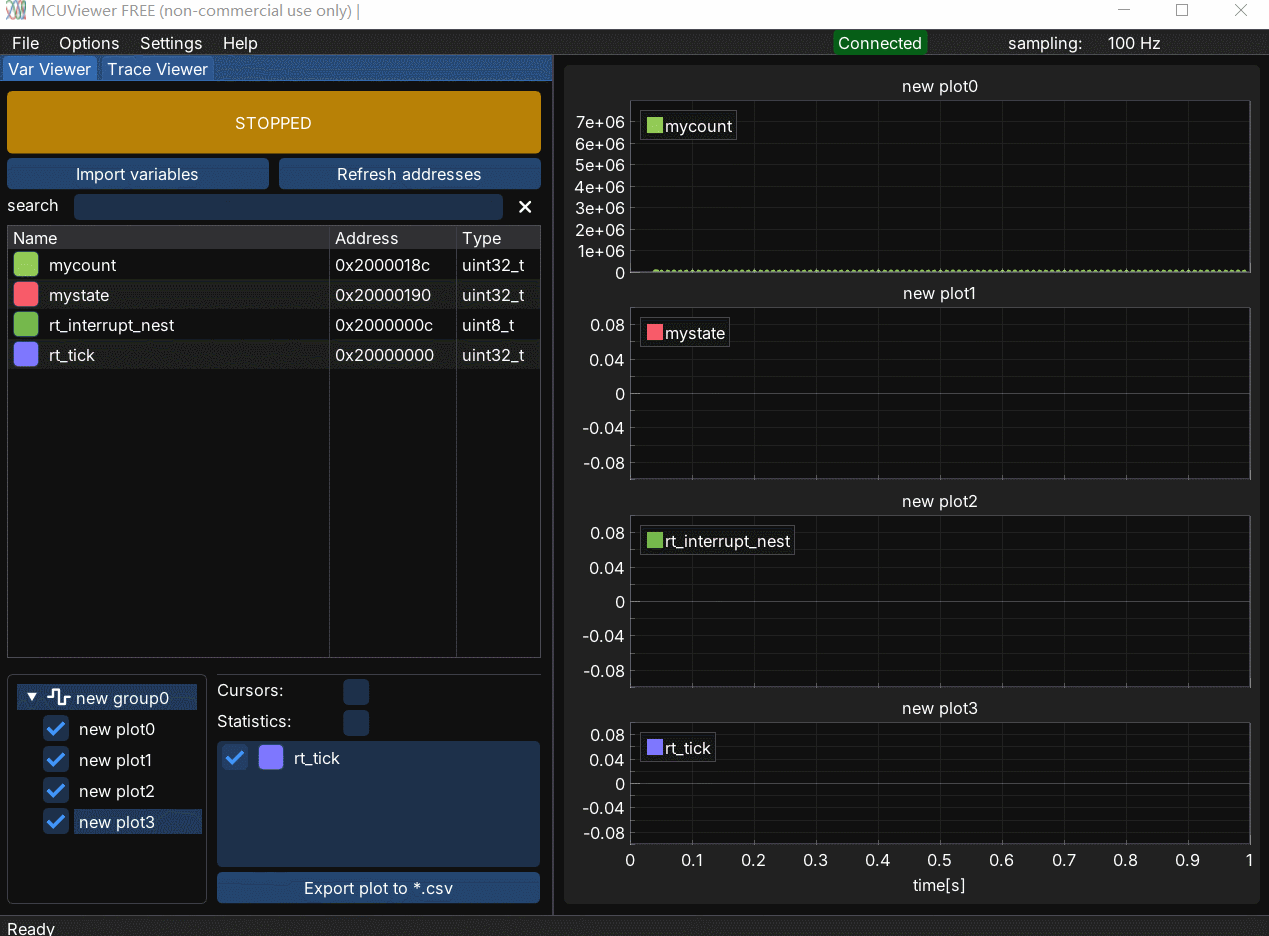 MCUViewer FREE (non-commercial use only) |
File Options Settings Help Connected sampling: 100 Hz
Var Viewer Trace Viewer
STOPPED
Import variables Refresh addresses
search
Name Address Type
mycount 0x2000018c uint32_t
mystate 0x20000190 uint32_t
rt_interrupt_nest 0x2000000c uint8_t
rt_tick 0x20000000 uint32_t
new group0
new plot0
new plot1
new plot2
new plot3
Cursors:
Statistics:
rt_tick
Export plot to *.csv
new plot0
mycount
7e+06
6e+06
5e+06
4e+06
3e+06
2e+06
1e+06
0
new plot1
mystate
0.08
0.04
0
-0.04
-0.08
new plot2
rt_interrupt_nest
0.08
0.04
0
-0.04
-0.08
new plot3
rt_tick
0.08
0.04
0
-0.04
-0.08
0 0.1 0.2 0.3 0.4 0.5 0.6 0.7 0.8 0.9 1
time[s]
Ready